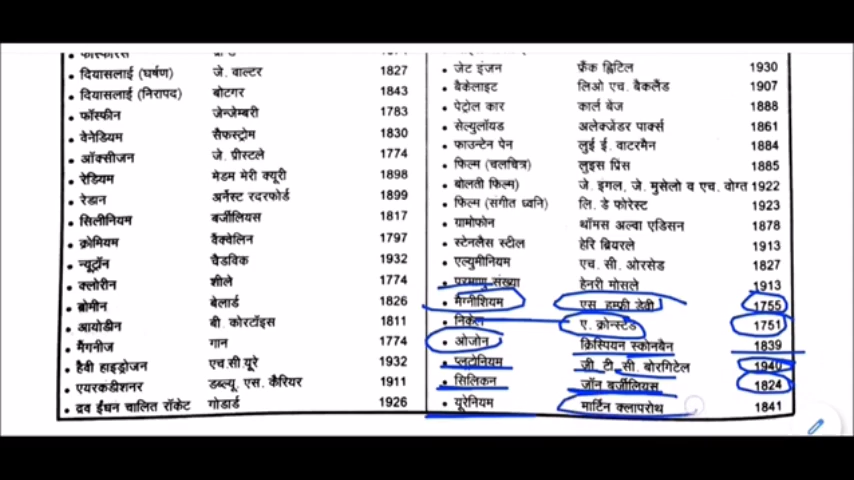 दियासलाई (घर्षण) जे. वाल्टर 1827
दियासलाई (निरापद) बोटगर 1843
फॉस्फीन जेन्जेम्बरी 1783
वेनेडियम सैफस्ट्रोम 1830
ऑक्सीजन जे. प्रीस्टले 1774
रेडियम मेडम मेरी क्यूरी 1898
रेडान अर्नेस्ट रदरफोर्ड 1899
सिलीनियम बर्जीलियस 1817
क्रोमियम वैक्वेलिन 1797
न्यूट्रॉन चैडविक 1932
क्लोरीन शीले 1774
ब्रोमीन बेलार्ड 1826
आयोडीन बी. कोरटॉइस 1811
मैंगनीज गान 1774
हैवी हाइड्रोजन एच.सी यूरे 1932
एयरकंडीशनर डब्ल्यू. एस. कैरियर 1911
द्रव ईंधन चालित रॉकेट गोडार्ड 1926
जेट इंजन फ्रैंक ह्विटिल 1930
बैकेलाइट लिओ एच. बैकलैंड 1907
पेट्रोल कार कार्ल बेंज 1888
सेल्युलॉयड अलेक्जेडर पार्क्स 1861
फाउन्टेन पेन लुई ई. वाटरमैन 1884
फिल्म (चलचित्र) लुइस प्रिंस 1885
बोलती फिल्म) जे. इंगल, जे. मुसेलो व एच. वोग्त 1922
फिल्म (संगीत ध्वनि) लि. डे फोरेस्ट 1923
ग्रामोफोन थॉमस अल्वा एडिसन 1878
स्टेनलैस स्टील हेरि ब्रियरले 1913
एल्युमीनियम एच. सी. ओरसेड 1827
परमाणु संख्या हेनरी मोसले 1913
मैग्नीशियम एस. हम्फ्री डेवी 1755
निकेल ए. क्रोन्स्टेड 1751
ओजोन क्रिस्पियन स्कोनबैन 1839
प्लूटोनियम जी. टी. सी. बोरगिटेल 1940
सिलिकन जॉन बर्जीलियस 1824
यूरेनियम मार्टिन क्लाप्रोथ 1841